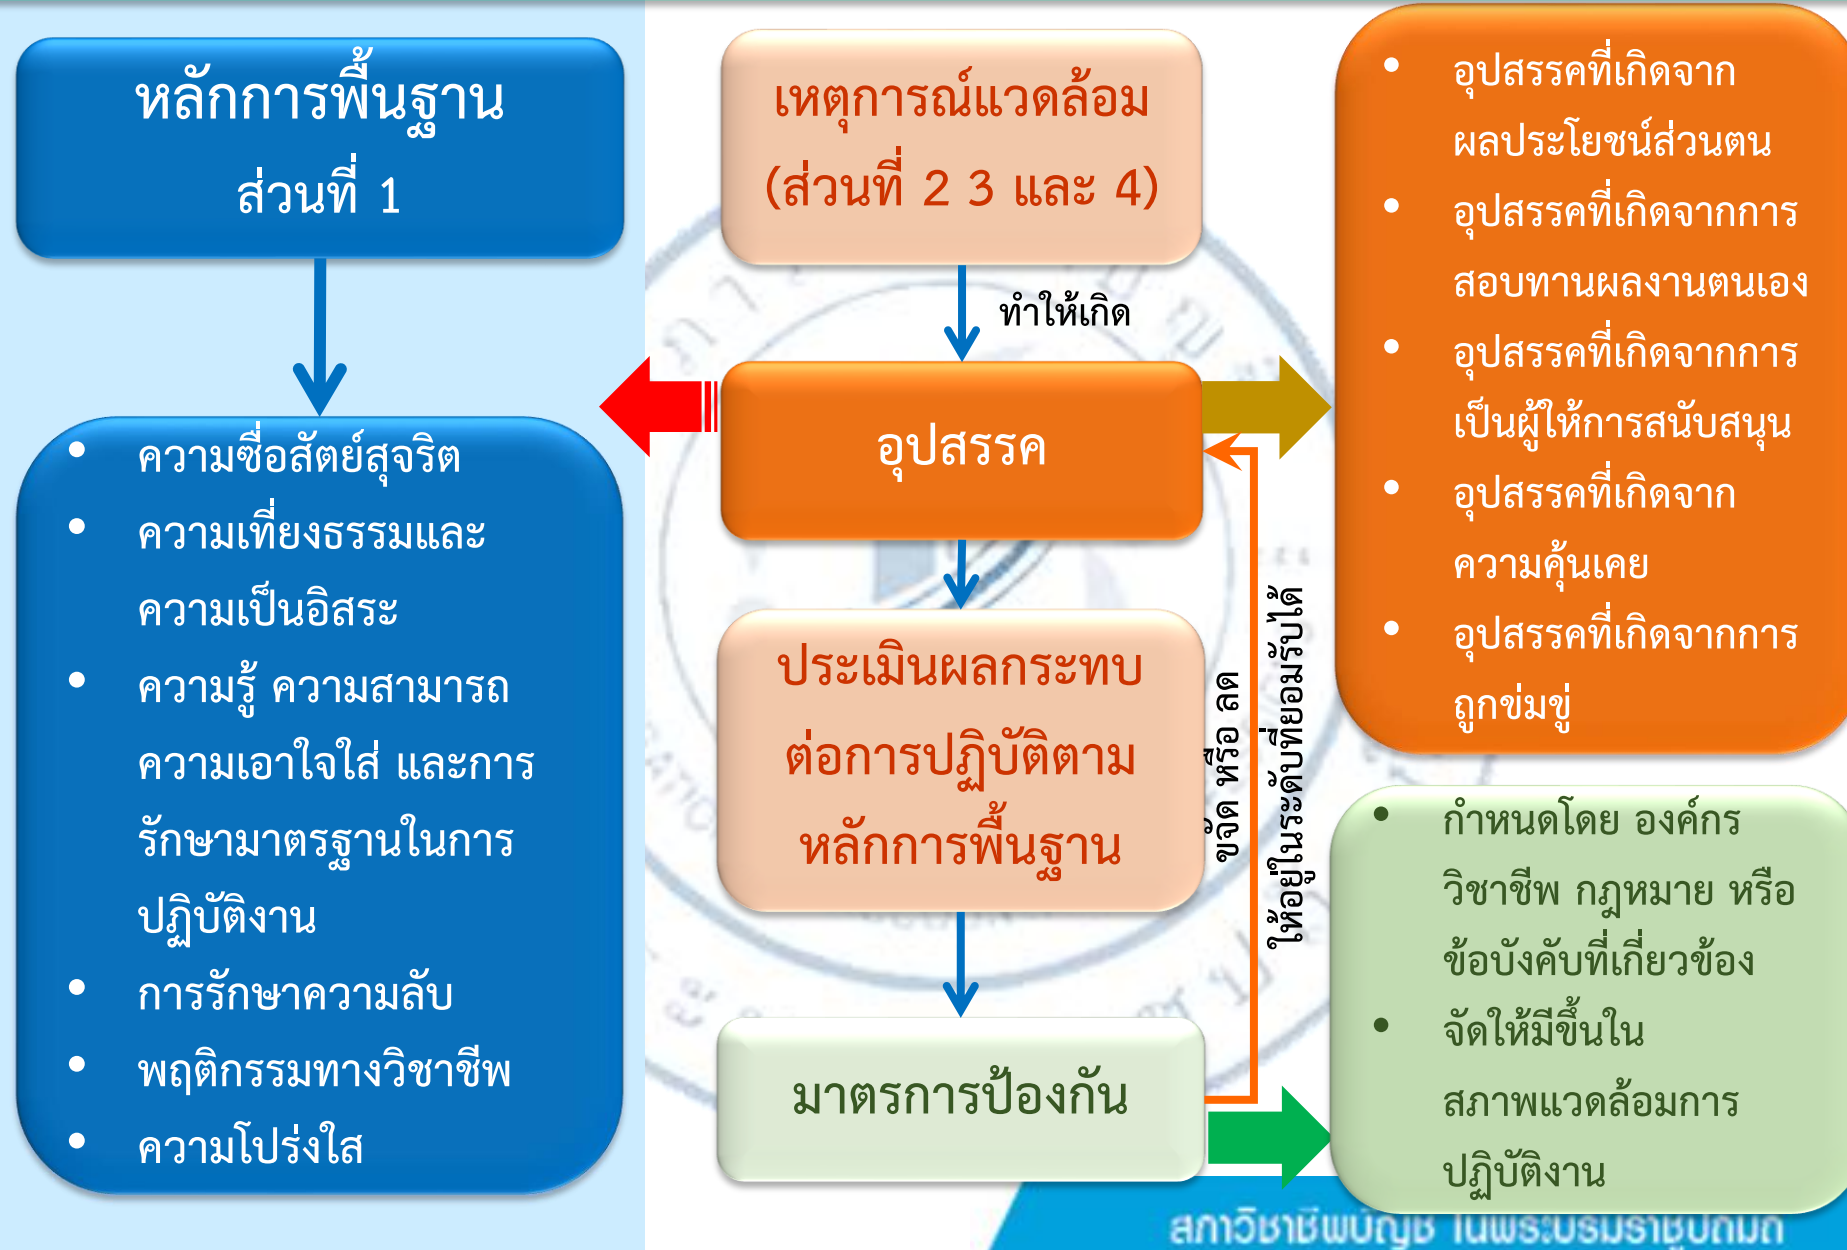 หลักการพื้นฐาน
ส่วนที่ 1
• ความซื่อสัตย์สุจริต
• ความเที่ยงธรรมและ
ความเป็นอิสระ
• ความรู้ ความสามารถ
ความเอาใจใส่ และการ
รักษามาตรฐานในการ
ปฏิบัติงาน
• การรักษาความลับ
• พฤติกรรมทางวิชาชีพ
• ความโปร่งใส
เหตุการณ์แวดล้อม
(ส่วนที่ 2 3 และ 4)
ทำให้เกิด
อุปสรรค
ประเมินผลกระทบ
ต่อการปฏิบัติตาม
หลักการพื้นฐาน
มาตรการป้องกัน
ขจัด หรือ ลด
ให้อยู่ในระดับที่ยอมรับได้
• อุปสรรคที่เกิดจาก
ผลประโยชน์ส่วนตน
• อุปสรรคที่เกิดจากการ
สอบทานผลงานตนเอง
• อุปสรรคที่เกิดจากการ
เป็นผู้ให้การสนับสนุน
• อุปสรรคที่เกิดจาก
ความคุ้นเคย
• อุปสรรคที่เกิดจากการ
ถูกข่มขู่
• กำหนดโดย องค์กร
วิชาชีพ กฎหมาย หรือ
ข้อบังคับที่เกี่ยวข้อง
• จัดให้มีขึ้นใน
สภาพแวดล้อมการ
ปฏิบัติงาน
สภาวิชาชีพบัญชี ในพระบรมราชูปถัมภ์